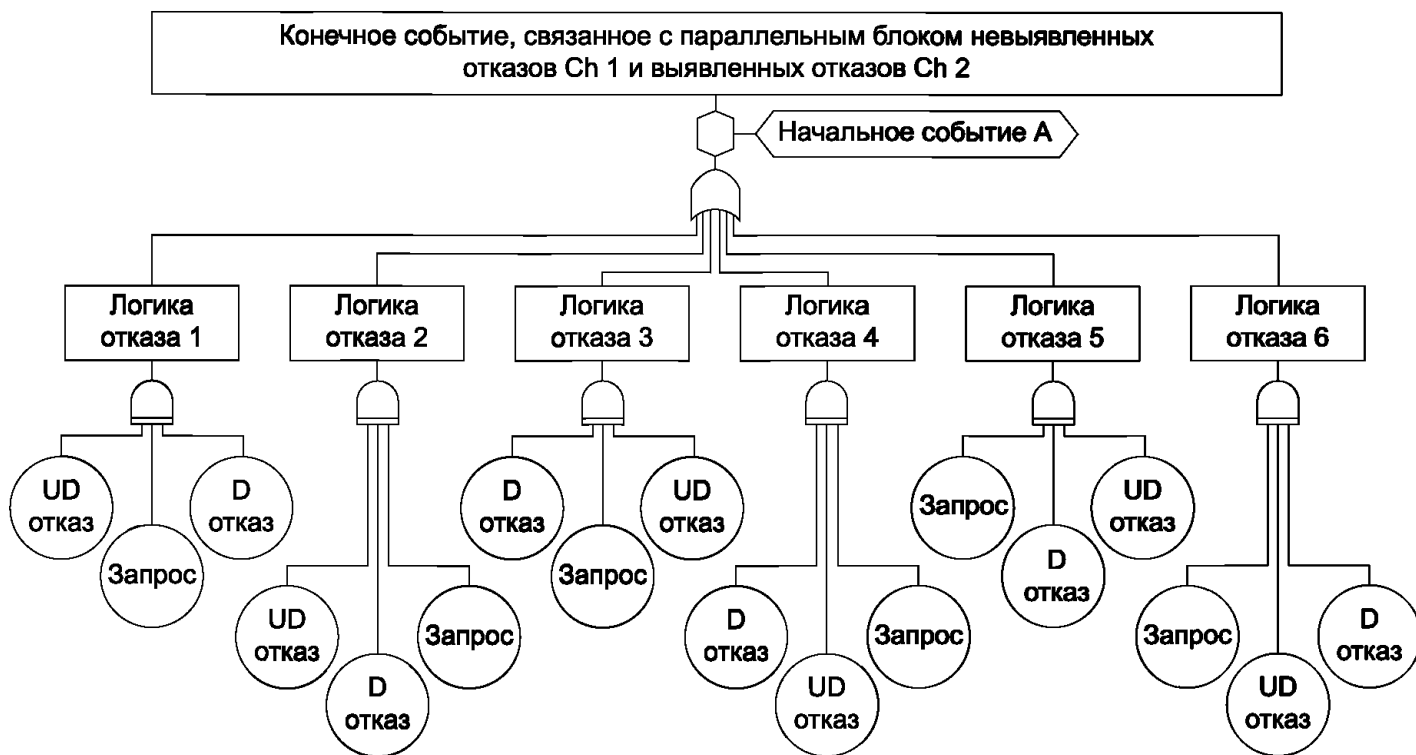 Конечное событие, связанное с параллельным блоком невыявленных
отказов Ch 1 и выявленных отказов Ch 2
Начальное событие А
Логика
отказа 1
Логика
отказа 2
Логика
отказа 3
Логика
отказа 4
Логика
отказа 5
Логика
отказа 6
UD
отказ
Запрос
D
отказ
UD
отказ
D
отказ
Запрос
D
отказ
Запрос
UD
отказ
D
отказ
UD
отказ
Запрос
Запрос
D
отказ
UD
отказ
Запрос
UD
отказ
D
отказ